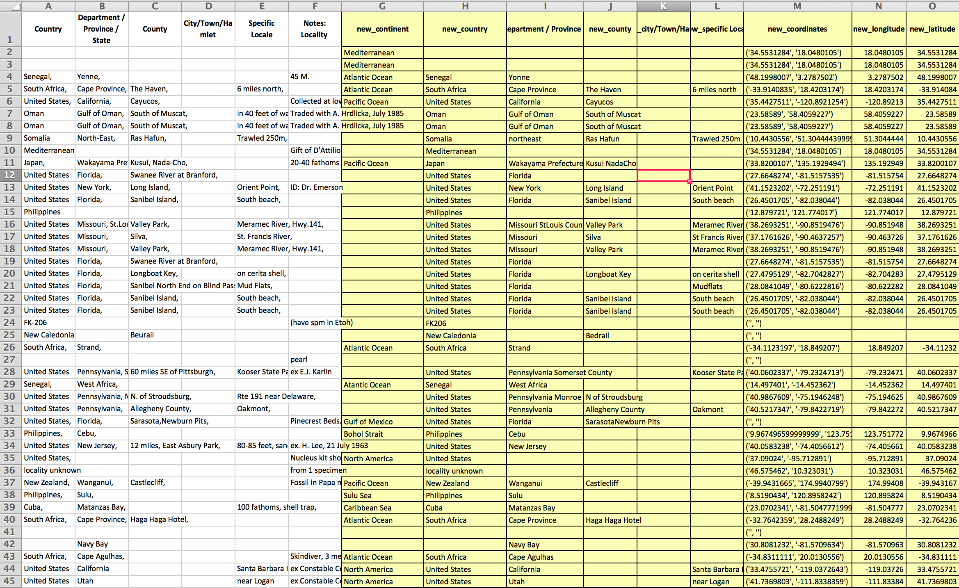 A B C D E F G H I J K L M N O
1 Country Department / Province / State County City/Town/Hamlet Specific Locale Notes: Locality new_continent new_country epartment / Province new_county _city/Town/Ha w_specific Loca new_coordinates new_longitude new_latitude
2 Mediterranean ('34.5531284', '18.0480105') 18.0480105 34.5531284
3 Mediterranean ('34.5531284', '18.0480105') 18.0480105 34.5531284
4 Senegal, Yenne, 45 M. Atlantic Ocean Senegal Yonne ('48.1998007', '3.2787502') 3.2787502 48.1998007
5 South Africa, Cape Province, The Haven, 6 miles north, Atlantic Ocean South Africa Cape Province The Haven 6 miles north ('-33.9140835', '18.4203174') 18.4203174 -33.914084
6 United States, California, Cayucos, Collected at lov Pacific Ocean United States California Cayucos ('35.4427511', '-120.8921254') -120.89213 35.4427511
7 Oman Gulf of Oman, South of Muscat, In 40 feet of wa Traded with A. Hrdlicka, July 1985 Oman Gulf of Oman South of Muscat ('23.58589', '58.4059227') 58.4059227 23.58589
8 Oman Gulf of Oman, South of Muscat, In 40 feet of wa Traded with A. Hrdlicka, July 1985 Oman Gulf of Oman South of Muscat ('23.58589', '58.4059227') 58.4059227 23.58589
9 Somalia North-East, Ras Hafun, Trawled 250m, Somalia northeast Ras Hafun Trawled 250m ('10.4430556', '51.30444443999 51.3044444 10.4430556
10 Mediterranean Gift of D'Attilio Mediterranean ('34.5531284', '18.0480105') 18.0480105 34.5531284
11 Japan, Wakayama Pre Kusui, Nada-Cho, 20-40 fathoms Pacific Ocean Japan Wakayama Prefecture Kusui NadaCho ('33.8200107', '135.1929494') 135.192949 33.8200107
12 United States Florida, Swanee River at Branford, United States Florida ('27.6648274', '-81.5157535') -81.515754 27.6648274
13 United States New York, Long Island, Orient Point, ID: Dr. Emerson United States New York Long Island Orient Point ('41.1523202', '-72.251191') -72.251191 41.1523202
14 United States Florida, Sanibel Island, South beach, United States Florida Sanibel Island South beach ('26.4501705', '-82.038044') -82.038044 26.4501705
15 Philippines Philippines ('12.879721', '121.774017') 121.774017 12.879721
16 United States Missouri, St.Lou Valley Park, Meramec River, Hwy.141, United States Missouri StLouis Coun Valley Park Meramec River ('38.2693251', '-90.8519476') -90.851948 38.2693251
17 United States Missouri, Silva, St. Francis River, United States Missouri Silva St Francis River ('37.1761626', '-90.4637257') -90.463726 37.1761626
18 United States Missouri, Valley Park, Meramec River, Hwy.141, United States Missouri Valley Park Meramec River ('38.2693251', '-90.8519476') -90.851948 38.2693251
19 United States Florida, Swanee River at Branford, United States Florida ('27.6648274', '-81.5157535') -81.515754 27.6648274
20 United States Florida, Longboat Key, on cerita shell, United States Florida Longboat Key on cerita shell ('27.4795129', '-82.7042827') -82.704283 27.4795129
21 United States Florida, Sanibel North End on Blind Pas Mud Flats, United States Florida Mudflats ('28.0841049', '-80.6222816') -80.622282 28.0841049
22 United States Florida, Sanibel Island, South beach, United States Florida Sanibel Island South beach ('26.4501705', '-82.038044') -82.038044 26.4501705
23 United States Florida, Sanibel Island, South beach, United States Florida Sanibel Island South beach ('26.4501705', '-82.038044') -82.038044 26.4501705
24 FK-206 (have spm in Etoh) FK206 ('', '')
25 New Caledonia Beurail New Caledonia Bedrail ('', '')
26 South Africa, Strand, Atlantic Ocean South Africa Strand ('-34.1123197', '18.849207') 18.849207 -34.11232
27 pearl ('', '')
28 United States Pennsylvania, S 60 miles SE of Pittsburgh, Kooser State Pa ex E.J. Karlin United States Pennsylvania Somerset County Kooser State Pa ('40.0602337', '-79.2324713') -79.232471 40.0602337
29 Senegal, West Africa, Atantic Ocean Senegal West Africa ('14.497401', '-14.452362') -14.452362 14.497401
30 United States Pennsylvania, M N. of Stroudsburg, Rte 191 near Delaware, United States Pennsylvania Monroe N of Stroudsburg ('40.9867609', '-75.1946248') -75.194625 40.9867609
31 United States Pennsylvania, Allegheny County, Oakmont, United States Pennsylvania Allegheny County Oakmont ('40.5217347', '-79.8422719') -79.842272 40.5217347
32 United States, Florida, Sarasota,Newburn Pits, Pinecrest Beds. Gulf of Mexico United States Florida SarasotaNewburn Pits ('', '')
33 Philippines, Cebu, Bohol Strait Philippines Cebu ('9.967496599999999', '123.75 123.751772 9.9674966
34 United States New Jersey, 12 miles, East Asbury Park, 80-85 feet, san ex. H. Lee, 21 July 1963 United States New Jersey ('40.0583238', '-74.4056612') -74.405661 40.0583238
35 United States, Nucleus kit sho North America United States ('37.09024', '-95.712891') -95.712891 37.09024
36 locality unknown from 1 specimen locality unknown ('46.575462', '10.323031') 10.323031 46.575462
37 New Zealand, Wanganui, Castlecliff, Fossil in Papa m Pacific Ocean New Zealand Wanganui Castlecliff ('-39.9431665', '174.9940799') 174.99408 -39.943167
38 Philippines, Sulu, Sulu Sea Philippines Sulu ('8.5190434', '120.8958242') 120.895824 8.5190434
39 Cuba, Matanzas Bay, 100 fathoms, shell trap, Caribbean Sea Cuba Matanzas Bay ('23.0702341', '-81.5047771999 -81.504777 23.0702341
40 South Africa, Cape Province, Haga Haga Hotel, Atlantic Ocean South Africa Cape Province Haga Haga Hotel ('-32.7642359', '28.2488249') 28.2488249 -32.764236
41 ('', '')
42 Navy Bay Navy Bay ('30.8081232', '-81.5709634') -81.570963 30.8081232
43 South Africa, Cape Agulhas, Skindiver, 3 me Atlantic Ocean South Africa Cape Agulhas ('-34.8311111', '20.0130556') 20.0130556 -34.831111
44 United States California Santa Barbara I ex Constable Co North America United States California Santa Barbara I ('33.4755721', '-119.0372643') -119.03726 33.4755721
45 United States Utah near Logan ex Constable Co North America United States Utah near Logan ('41.7369803', '-111.8338359') -111.83384 41.7369803